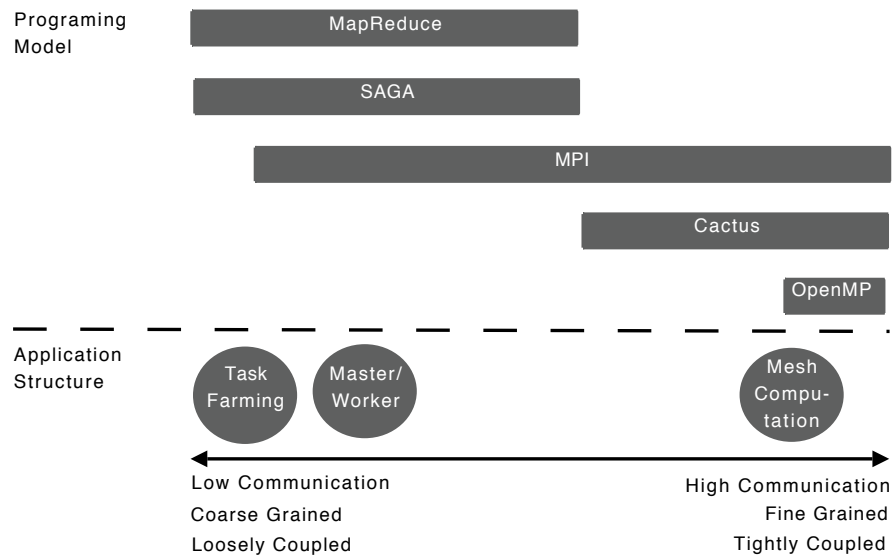 Programing
Model
MapReduce
SAGA
MPI
Cactus
OpenMP
Application
Structure
Task
Farming
Master/
Worker
Mesh
Compu-
tation
Low Communication
Coarse Grained
Loosely Coupled
High Communication
Fine Grained
Tightly Coupled